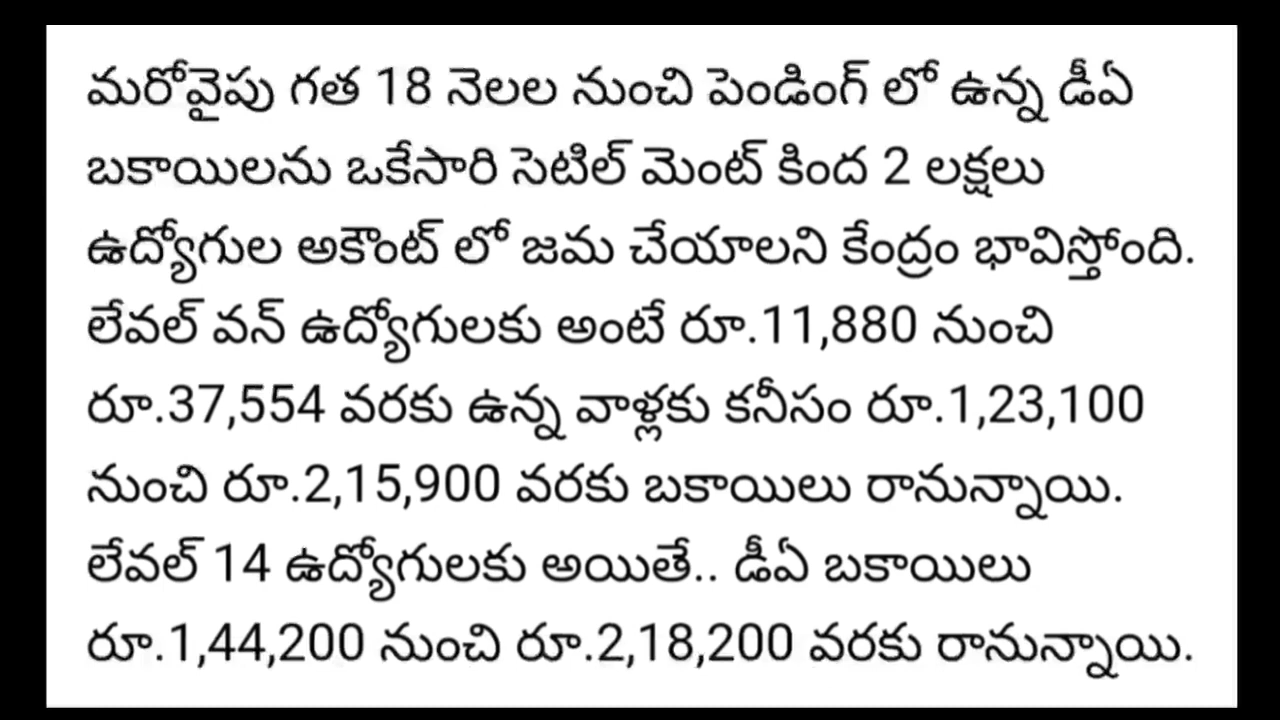 మరోవైపు గత 18 నెలల నుంచి పెండింగ్ లో ఉన్న డీఏ
బకాయిలను ఒకేసారి సెటిల్ మెంట్ కింద 2 లక్షలు
ఉద్యోగుల అకౌంట్ లో జమ చేయాలని కేంద్రం భావిస్తోంది.
లేవల్ వన్ ఉద్యోగులకు అంటే రూ.11,880 నుంచి
రూ.37,554 వరకు ఉన్న వాళ్లకు కనీసం రూ.1,23,100
నుంచి రూ.2,15,900 వరకు బకాయిలు రానున్నాయి.
లేవల్ 14 ఉద్యోగులకు అయితే.. డీఏ బకాయిలు
రూ.1,44,200 నుంచి రూ.2,18,200 వరకు రానున్నాయి.